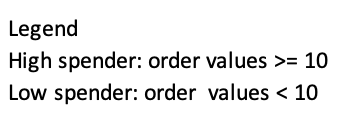 Legend
High spender: order values >= 10
Low spender: order  values < 10